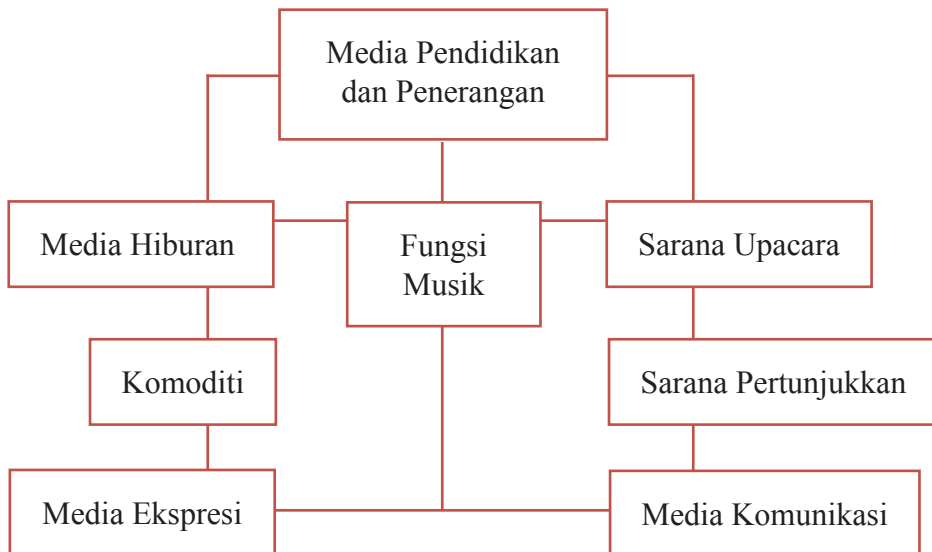 Media Pendidikan
dan Penerangan
Media Hiburan
Fungsi
Musik
Sarana Upacara
Komoditi
Sarana Pertunjukkan
Media Ekspresi
Media Komunikasi